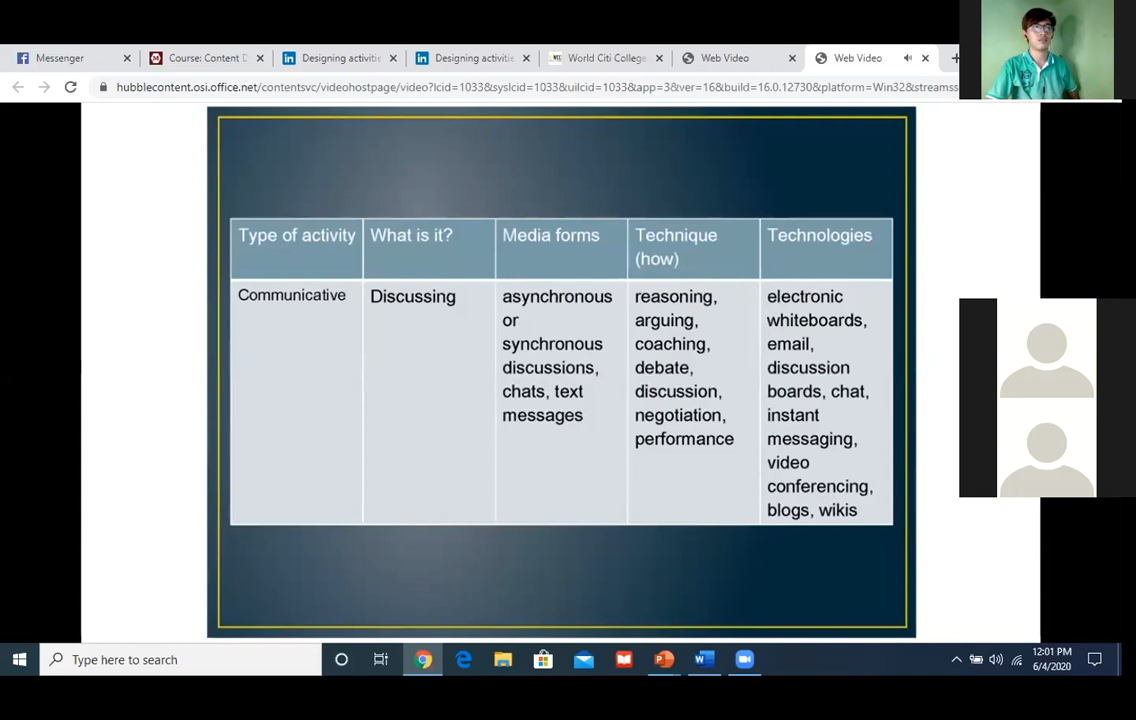 Messenger
Course: Content D
Designing activitie
Designing activitie
World Citi College
Web Video
Web Video
hubblecontent.osi.office.net/contentsvc/videohostpage/video?lcid=1033&syslcid=1033&uilcid=1033&app=3&ver=16&build=16.0.12730&platform=Win32&streamss
Type of activity
What is it?
Media forms
Technique
(how)
Technologies
Communicative
Discussing
asynchronous
or
synchronous
discussions,
chats, text
messages
reasoning,
arguing,
coaching,
debate,
discussion,
negotiation,
performance
electronic
whiteboards,
email,
discussion
boards, chat,
instant
messaging,
video
conferencing,
blogs, wikis
Type here to search
12:01 PM
6/4/2020